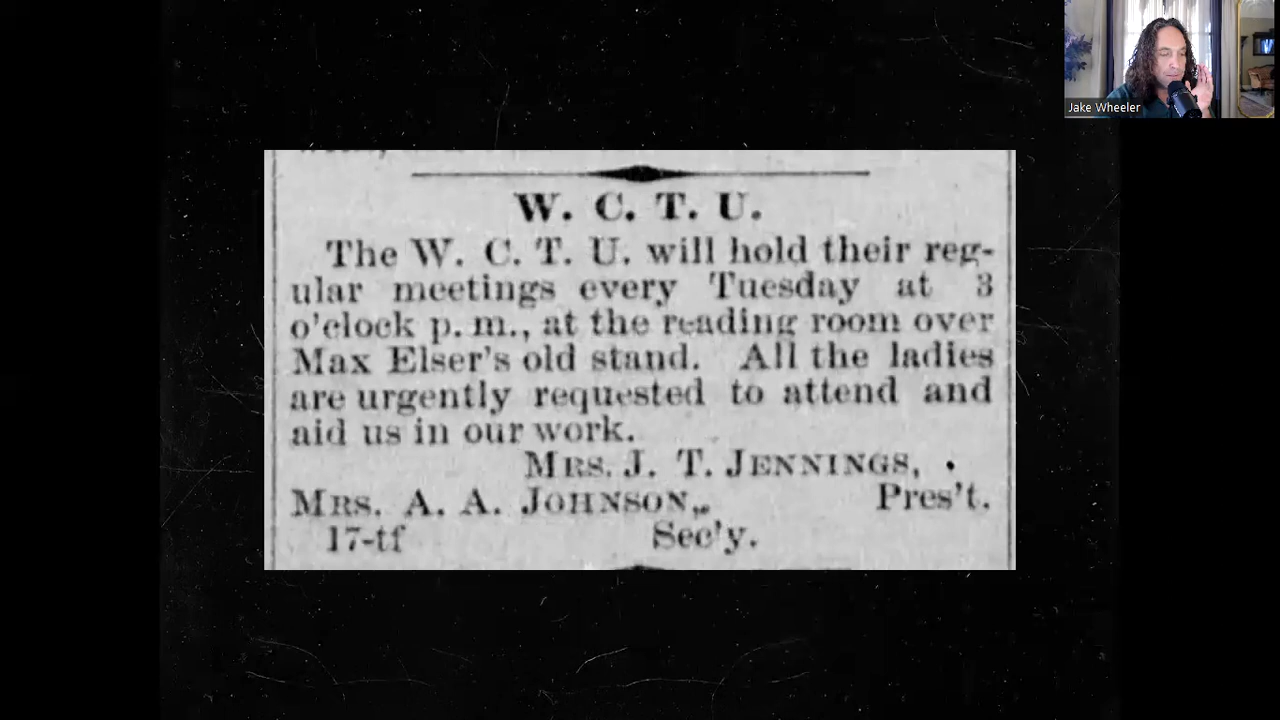 Jake Wheeler
W. C. T. U.
The W. C. T. U. will hold their reg-
ular meetings every Tuesday at 3
o'clock p. m., at the reading room over
Max Elser's old stand. All the ladies
are urgently requested to attend and
aid us in our work.
MRS. J. T. JENNINGS,
MRS. A. A. JOHNSON, Pres't.
17-tf Sec'y.